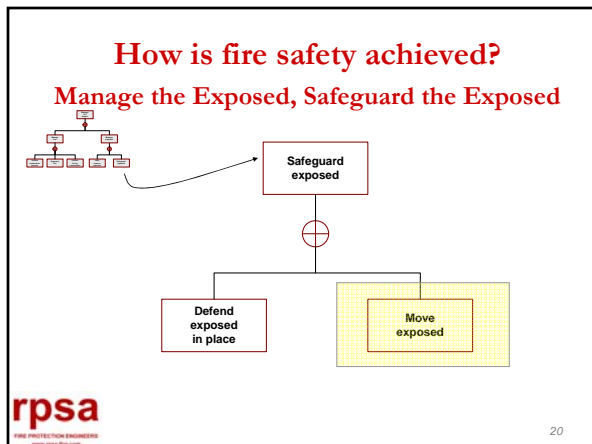 How is fire safety achieved?
Manage the Exposed, Safeguard the Exposed
Safeguard
exposed
Defend
exposed
in place
Move
exposed
rpsa
FIRE PROTECTION ENGINEERS
20